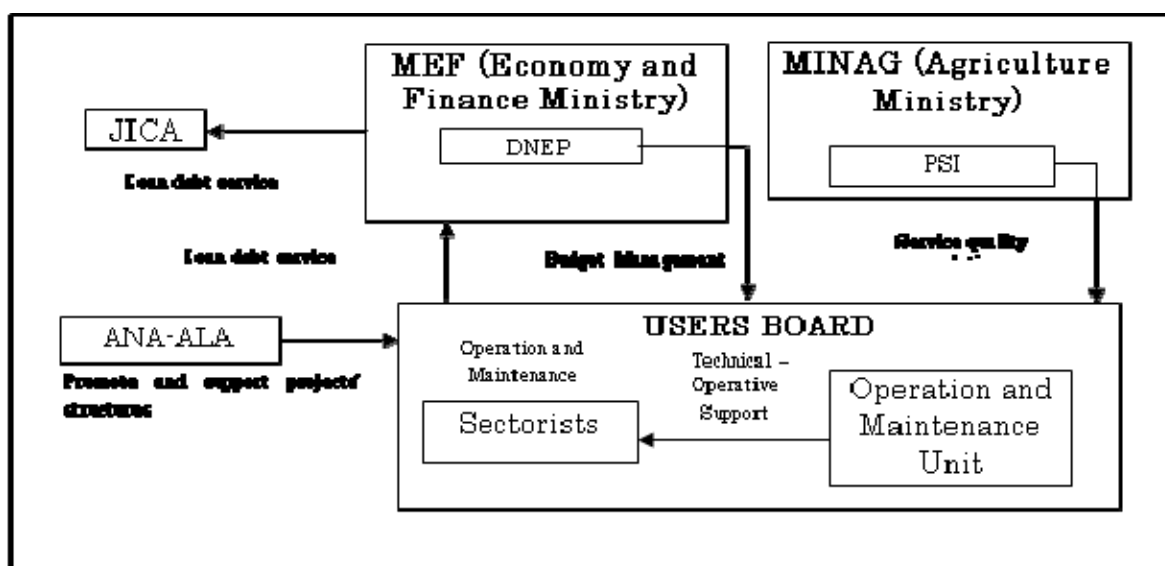 MEF (Economy and
Finance Ministry)
DNEP
MINAG (Agriculture
Ministry)
PSI
JICA
Loan debt service
Loan debt service
Budget Management
Service quality
ANA-ALA
Promote and support projects'
structures
USERS BOARD
Operation and
Maintenance
Sectorists
Technical –
Operative
Support
Operation and
Maintenance
Unit